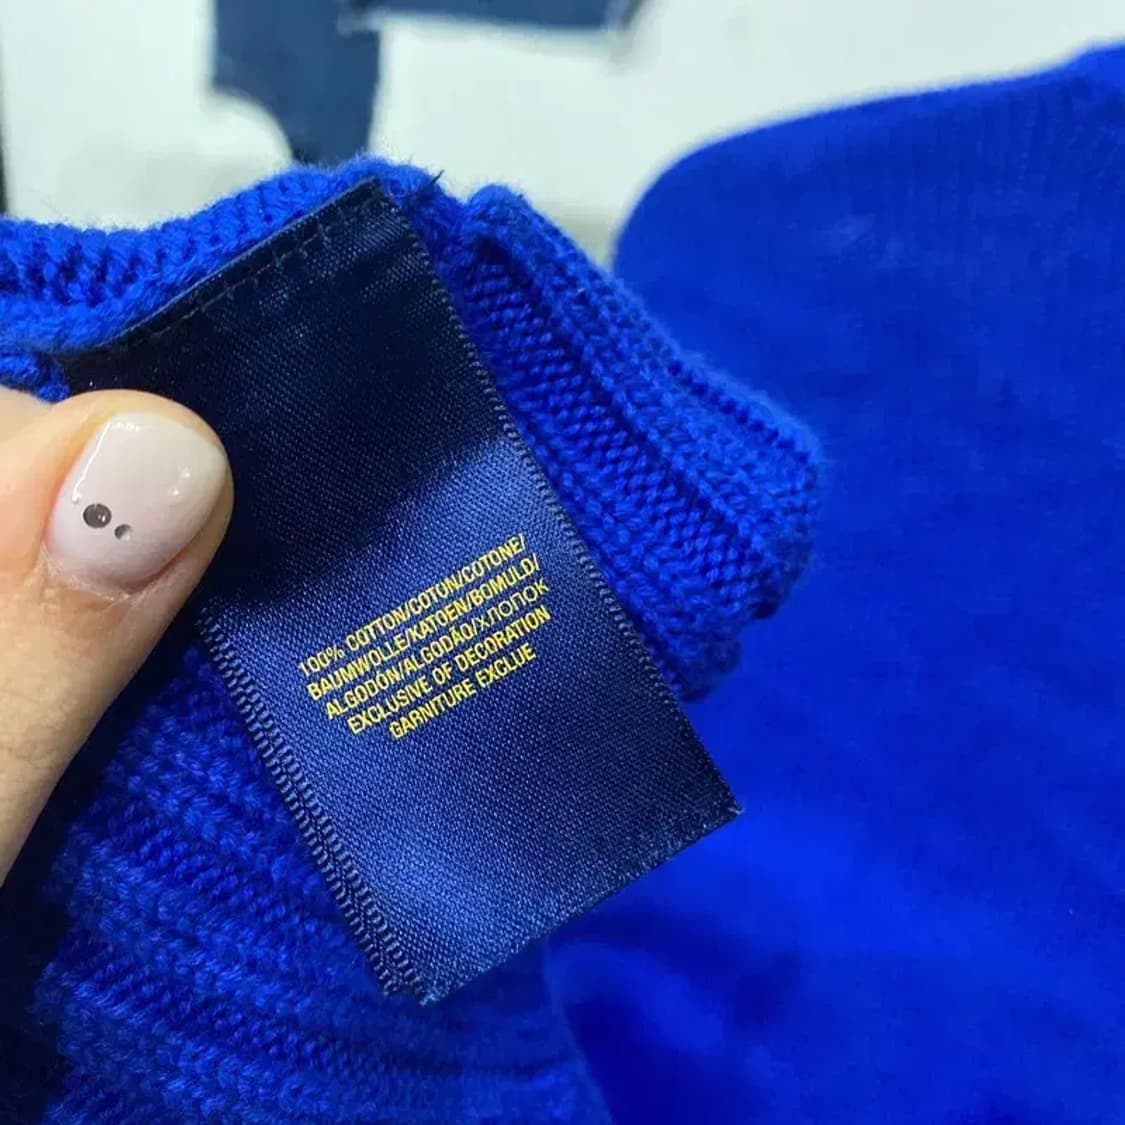 100% COTTON/COTON/COTONE/
BAUMWOLLE/KATOEN/BOMULD/
ALGODÓN/ALGODÃO/ХЛОПОК
EXCLUSIVE OF DECORATION
GARNITURE EXCLUE